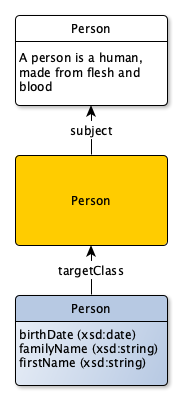 Person
A person is a human,
made from flesh and
blood
subject
Person
targetClass
Person
birthDate (xsd:date)
familyName (xsd:string)
firstName (xsd:string)